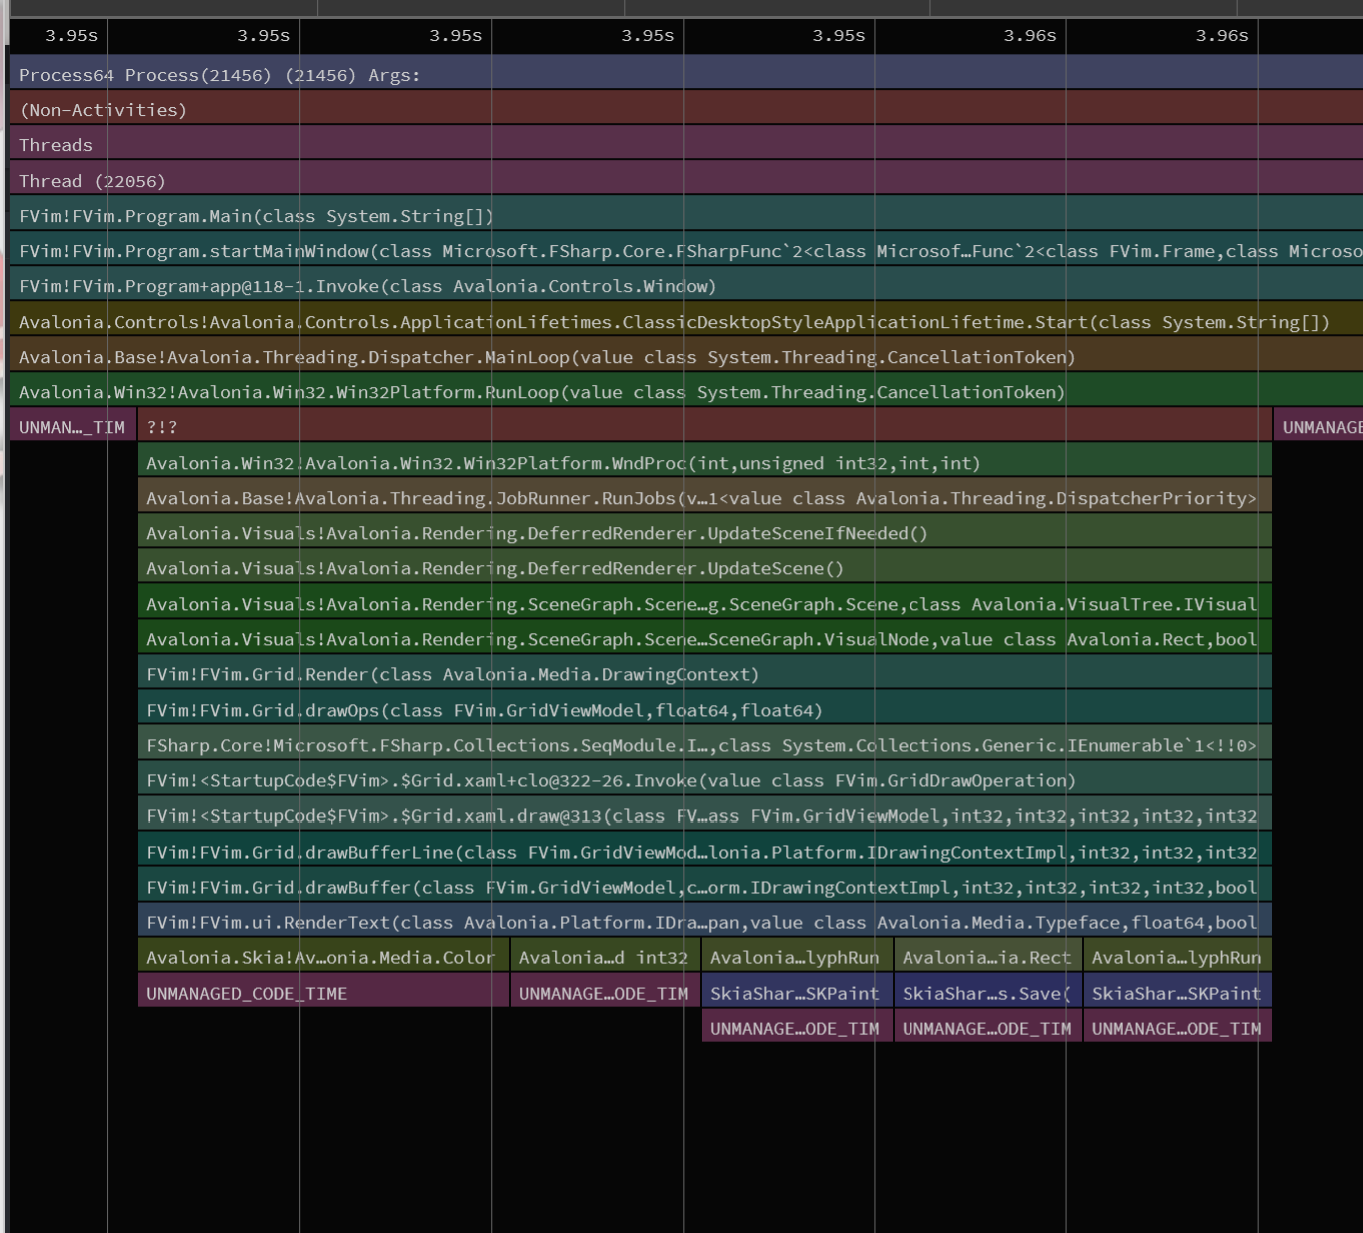 3.95s 3.95s 3.95s 3.95s 3.95s 3.96s 3.96s
Process64 Process(21456) (21456) Args:
(Non-Activities)
Threads
Thread (22056)
FVim!FVim.Program.Main(class System.String[])
FVim!FVim.Program.startMainWindow(class Microsoft.FSharp.Core.FSharpFunc`2<class Microsof…Func`2<class FVim.Frame,class Microso
FVim!FVim.Program+app@118-1.Invoke(class Avalonia.Controls.Window)
Avalonia.Controls!Avalonia.Controls.ApplicationLifetimes.ClassicDesktopStyleApplicationLifetime.Start(class System.String[])
Avalonia.Base!Avalonia.Threading.Dispatcher.MainLoop(value class System.Threading.CancellationToken)
Avalonia.Win32!Avalonia.Win32.Win32Platform.RunLoop(value class System.Threading.CancellationToken)
UNMAN…_TIM ?!? UNMANAGE
Avalonia.Win32!Avalonia.Win32.Win32Platform.WndProc(int,unsigned int32,int,int)
Avalonia.Base!Avalonia.Threading.JobRunner.RunJobs(v…1<value class Avalonia.Threading.DispatcherPriority>
Avalonia.Visuals!Avalonia.Rendering.DeferredRenderer.UpdateSceneIfNeeded()
Avalonia.Visuals!Avalonia.Rendering.DeferredRenderer.UpdateScene()
Avalonia.Visuals!Avalonia.Rendering.SceneGraph.Scene…g.SceneGraph.Scene,class Avalonia.VisualTree.IVisual
Avalonia.Visuals!Avalonia.Rendering.SceneGraph.Scene…SceneGraph.VisualNode,value class Avalonia.Rect,bool
FVim!FVim.Grid.Render(class Avalonia.Media.DrawingContext)
FVim!FVim.Grid.drawOps(class FVim.GridViewModel,float64,float64)
FSharp.Core!Microsoft.FSharp.Collections.SeqModule.I…,class System.Collections.Generic.IEnumerable`1<!!0>
FVim!<StartupCode$FVim>.$Grid.xaml+clo@322-26.Invoke(value class FVim.GridDrawOperation)
FVim!<StartupCode$FVim>.$Grid.xaml.draw@313(class FV…ass FVim.GridViewModel,int32,int32,int32,int32,int32
FVim!FVim.Grid.drawBufferLine(class FVim.GridViewMod…lonia.Platform.IDrawingContextImpl,int32,int32,int32
FVim!FVim.Grid.drawBuffer(class FVim.GridViewModel,c…orm.IDrawingContextImpl,int32,int32,int32,int32,bool
FVim!FVim.ui.RenderText(class Avalonia.Platform.IDra…pan,value class Avalonia.Media.Typeface,float64,bool
Avalonia.Skia!Av…onia.Media.Color Avalonia…d int32 Avalonia…lyphRun Avalonia…ia.Rect Avalonia…lyphRun
UNMANAGED_CODE_TIME UNMANAGE…ODE_TIM SkiaShar…SKPaint SkiaShar…s.Save( SkiaShar…SKPaint
UNMANAGE…ODE_TIM UNMANAGE…ODE_TIM UNMANAGE…ODE_TIM